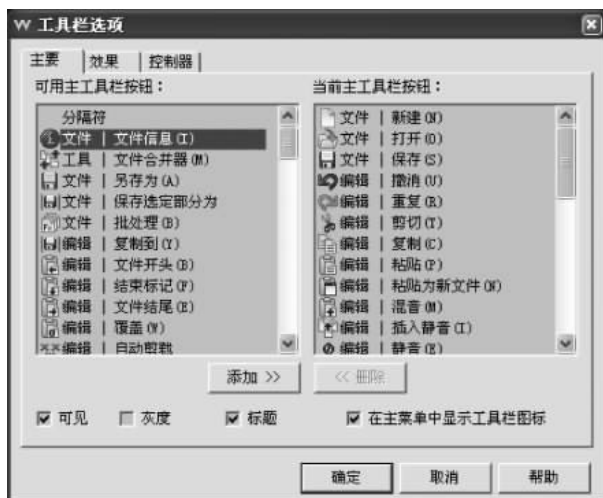 工具栏选项
主要 效果 控制器
可用主工具栏按钮：
分隔符
文件 | 文件信息(I)
工具 | 文件合并器(M)
文件 | 另存为(A)
文件 | 保存选定部分为
文件 | 批处理(B)
编辑 | 复制到(Y)
编辑 | 文件开头(B)
编辑 | 结束标记(F)
编辑 | 文件结尾(E)
编辑 | 覆盖(W)
编辑 | 自动剪裁
当前主工具栏按钮：
文件 | 新建(N)
文件 | 打开(O)
文件 | 保存(S)
编辑 | 撤消(U)
编辑 | 重复(R)
编辑 | 剪切(T)
编辑 | 复制(C)
编辑 | 粘贴(P)
编辑 | 粘贴为新文件(N)
编辑 | 混音(M)
编辑 | 插入静音(I)
编辑 | 静音(E)
添加 >> << 删除
可见 灰度 标题 在主菜单中显示工具栏图标
确定 取消 帮助